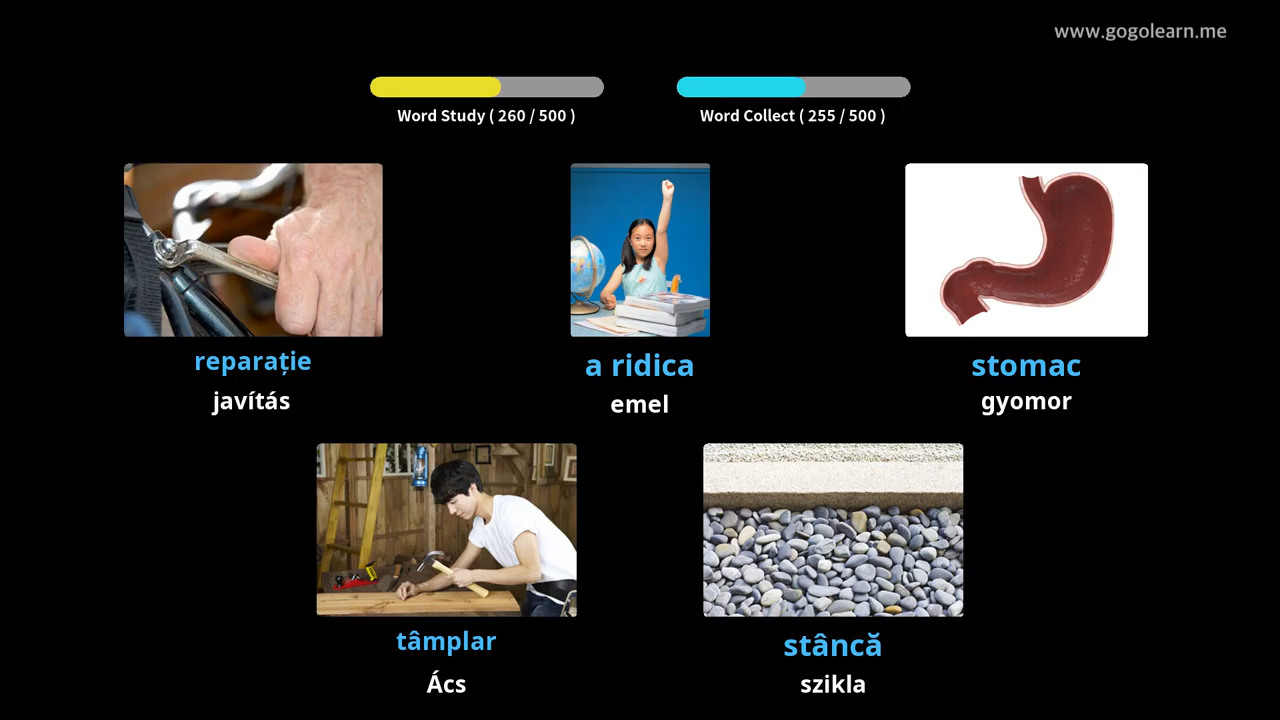 www.gogolearn.me
Word Study ( 260 / 500 )
Word Collect ( 255 / 500 )
reparație
javítás
a ridica
emel
stomac
gyomor
tâmplar
Ács
stâncă
szikla